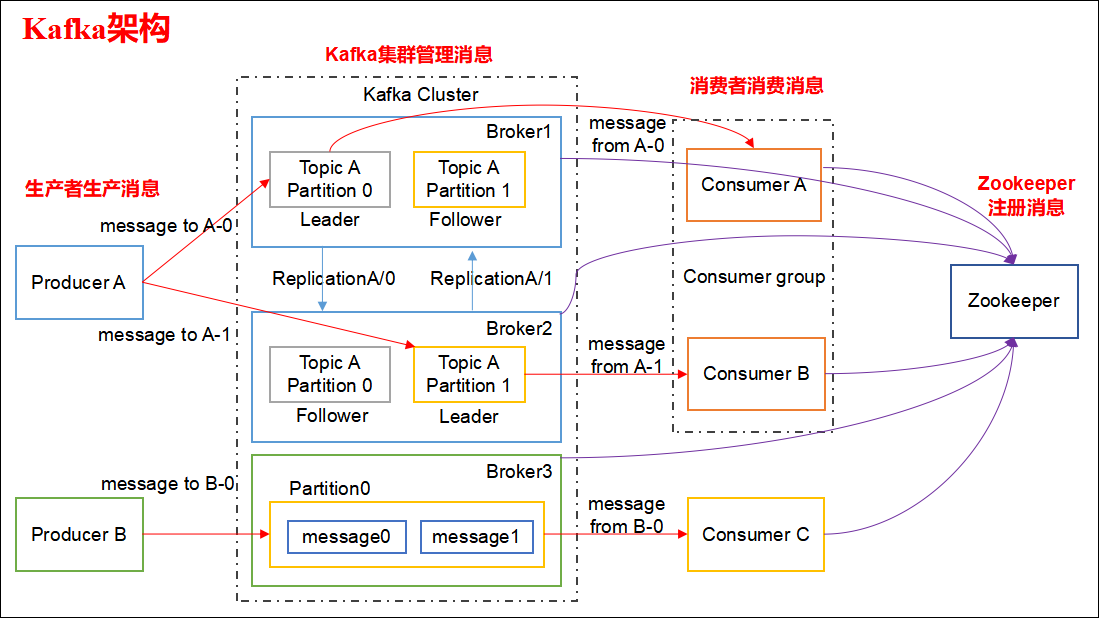 Kafka架构
Kafka集群管理消息
消费者消费消息
生产者生产消息
Zookeeper
注册消息
Kafka Cluster
Broker1
Topic A
Partition 0
Leader
Topic A
Partition 1
Follower
message
from A-0
Consumer A
message to A-0
Producer A
message to A-1
ReplicationA/0
ReplicationA/1
Consumer group
Zookeeper
Broker2
Topic A
Partition 0
Follower
Topic A
Partition 1
Leader
message
from A-1
Consumer B
Broker3
Partition0
message0
message1
message to B-0
Producer B
message
from B-0
Consumer C